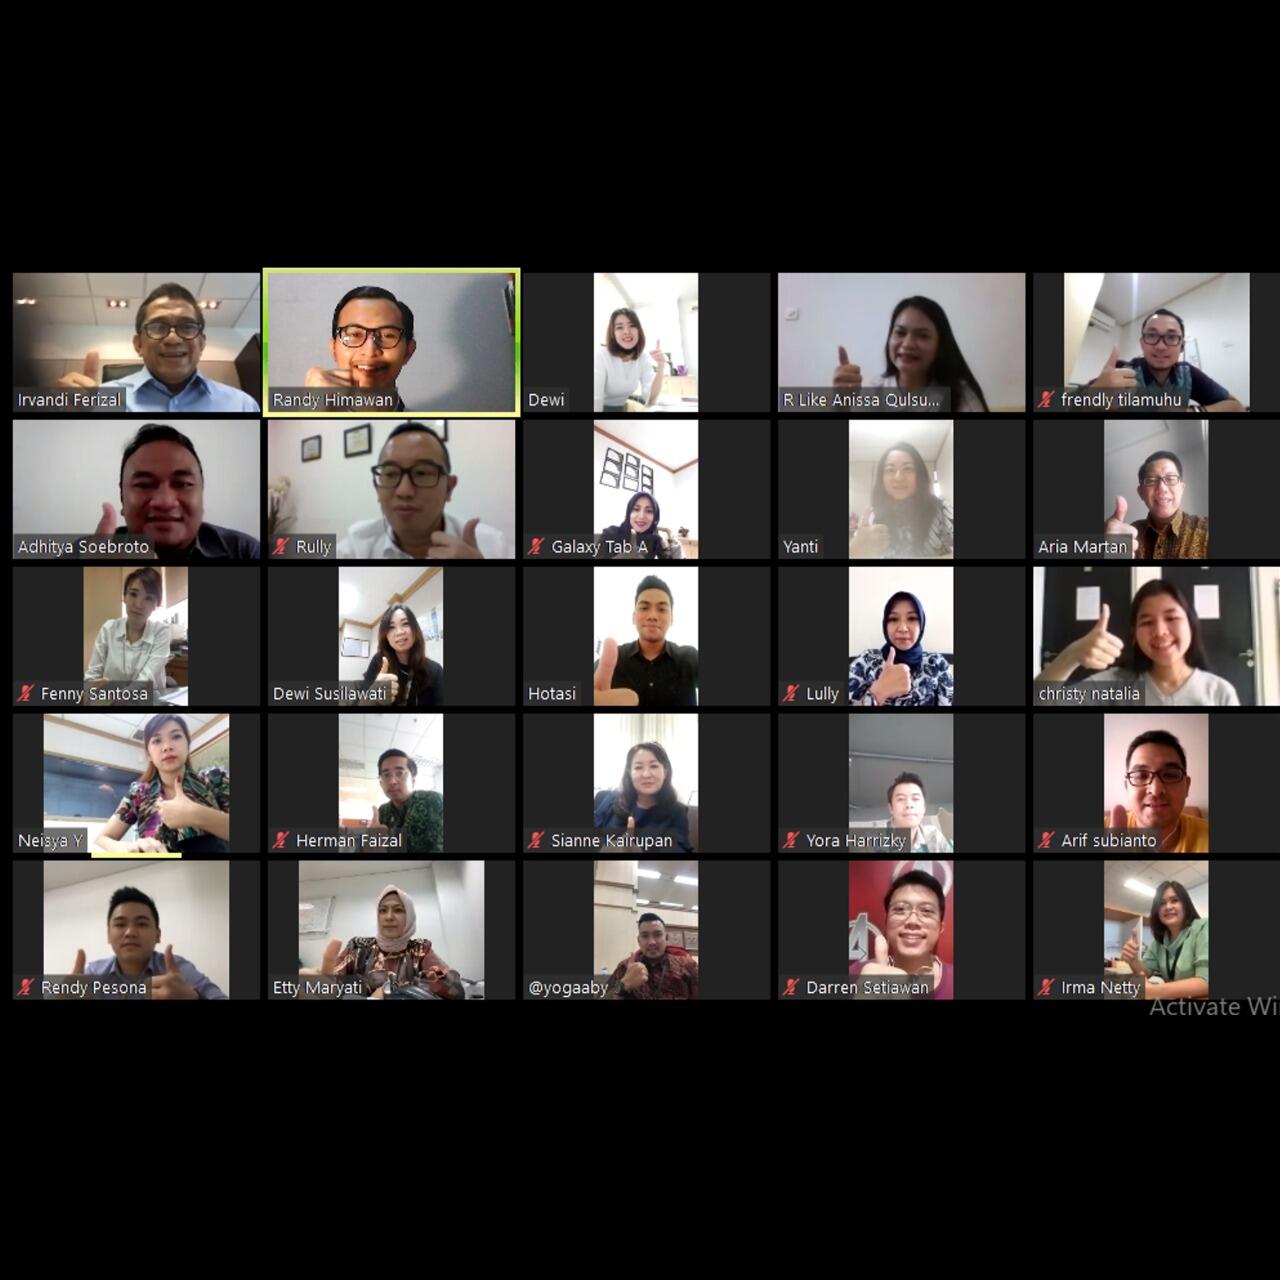 Irvandi Ferizal
Randy Himawan
Dewi
R Like Anissa Qulsu...
frendly tilamuhu
Adhitya Soebroto
Rully
Galaxy Tab A
Yanti
Aria Martan
Fenny Santosa
Dewi Susilawati
Hotasi
Lully
christy natalia
Neisya Y
Herman Faizal
Sianne Kairupan
Yora Harrizky
Arif subianto
Rendy Pesona
Etty Maryati
@yogaaby
Darren Setiawan
Irma Netty
Activate Wi